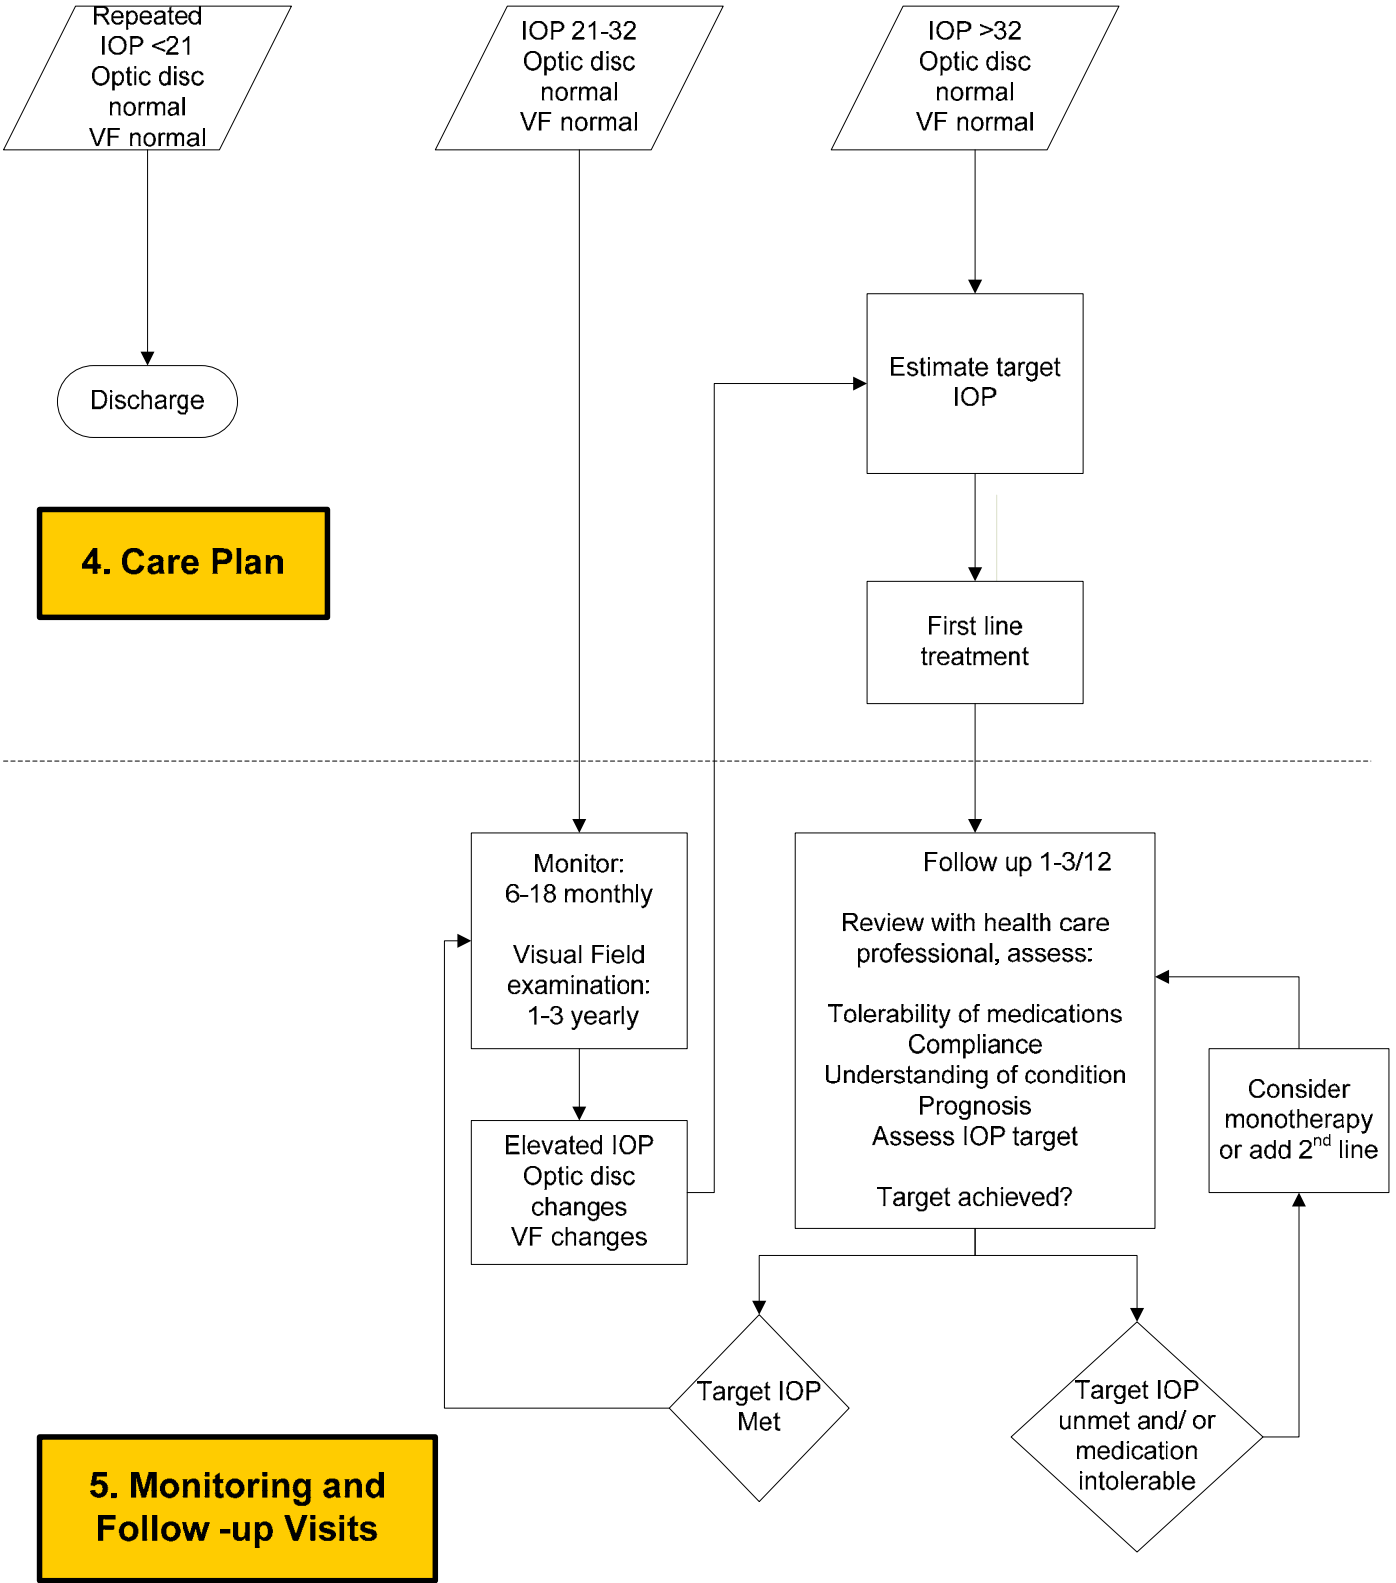 Repeated
IOP <21
Optic disc
normal
VF normal
IOP 21-32
Optic disc
normal
VF normal
IOP >32
Optic disc
normal
VF normal
Estimate target
IOP
Discharge
4. Care Plan
First line
treatment
Monitor:
6-18 monthly
Visual Field
examination:
1-3 yearly
Follow up 1-3/12
Review with health care
professional, assess:
Tolerability of medications
Compliance
Understanding of condition
Prognosis
Assess IOP target
Target achieved?
Consider
monotherapy
or add 2nd line
Elevated IOP
Optic disc
changes
VF changes
Target IOP
Met
Target IOP
unmet and/ or
medication
intolerable
5. Monitoring and
Follow -up Visits